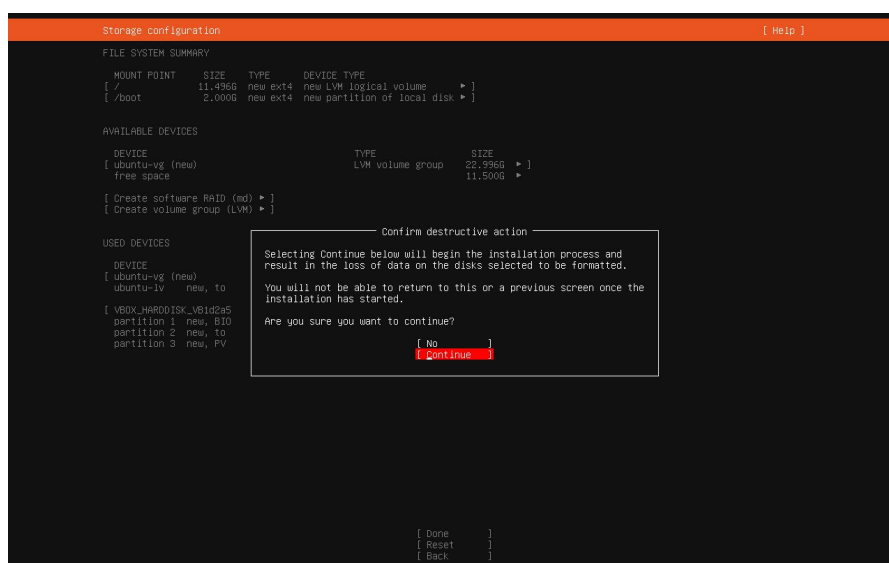 Storage configuration [ Help ]
FILE SYSTEM SUMMARY
MOUNT POINT SIZE TYPE DEVICE TYPE
[ / 11.496G new ext4 new LVM logical volume ▸ ]
[ /boot 2.000G new ext4 new partition of local disk ▸ ]
AVAILABLE DEVICES
DEVICE TYPE SIZE
[ ubuntu-vg (new) LVM volume group 22.996G ▸ ]
free space 11.500G ▸
[ Create software RAID (md) ▸ ]
[ Create volume group (LVM) ▸ ]
USED DEVICES
DEVICE
[ ubuntu-vg (new)
ubuntu-lv new, to
[ VBOX_HARDDISK_VB1d2a5
partition 1 new, BIO
partition 2 new, to
partition 3 new, PV
Confirm destructive action
Selecting Continue below will begin the installation process and
result in the loss of data on the disks selected to be formatted.
You will not be able to return to this or a previous screen once the
installation has started.
Are you sure you want to continue?
[ No ]
[ Continue ]
[ Done ]
[ Reset ]
[ Back ]